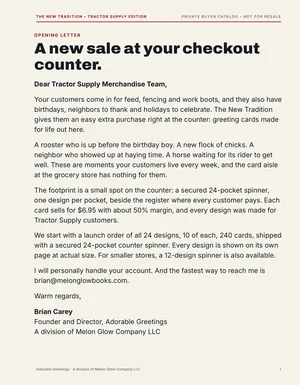 THE NEW TRADITION – TRACTOR SUPPLY EDITION
PRIVATE BUYER CATALOG – NOT FOR RESALE
OPENING LETTER
A new sale at your checkout
counter.
Dear Tractor Supply Merchandise Team,
Your customers come in for feed, fencing and work boots, and they also have
birthdays, neighbors to thank and holidays to celebrate. The New Tradition
gives them an easy extra purchase right at the counter: greeting cards made
for life out here.
A rooster who is up before the birthday boy. A new flock of chicks. A
neighbor who showed up at haying time. A horse waiting for its rider to get
well. These are moments your customers live every week, and the card aisle
at the grocery store has nothing for them.
The footprint is a small spot on the counter: a secured 24-pocket spinner,
one design per pocket, beside the register where every customer pays. Each
card sells for $6.95 with about 50% margin, and every design was made for
Tractor Supply customers.
We start with a launch order of all 24 designs, 10 of each, 240 cards, shipped
with a secured 24-pocket counter spinner. Every design is shown on its own
page at actual size. For smaller stores, a 12-design spinner is also available.
I will personally handle your account. And the fastest way to reach me is
brian@melonglowbooks.com.
Warm regards,
Brian Carey
Founder and Director, Adorable Greetings
A division of Melon Glow Company LLC
Adorable Greetings · A division of Melon Glow Company LLC